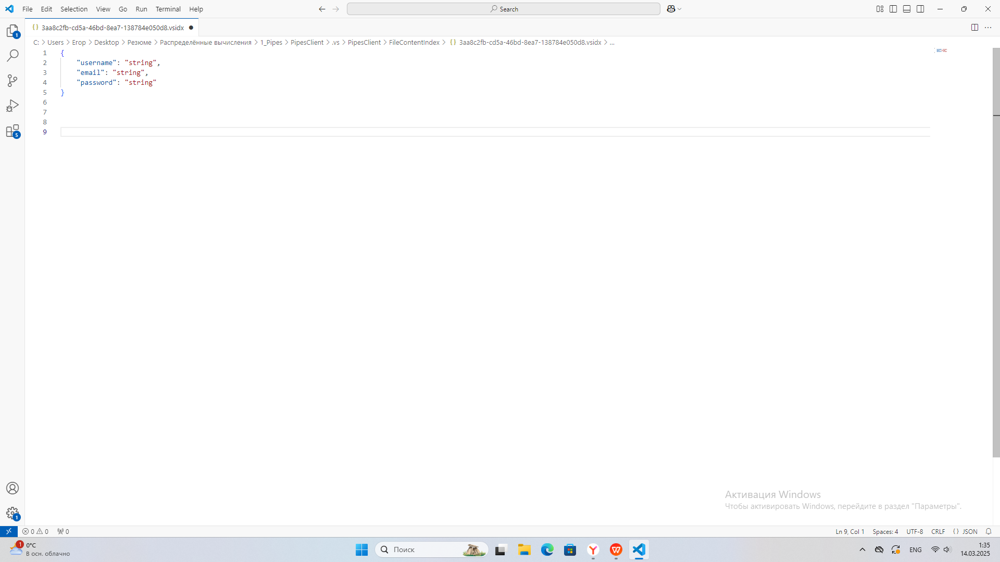 File Edit Selection View Go Run Terminal Help Search
1
3aa8c2fb-cd5a-46bd-8ea7-138784e050d8.vsidx
C: > Users > Егор > Desktop > Резюме > Распределённые вычисления > 1_Pipes > PipesClient > .vs > PipesClient > FileContentIndex > {} 3aa8c2fb-cd5a-46bd-8ea7-138784e050d8.vsidx > ...
1 {
2 "username": "string",
3 "email": "string",
4 "password": "string"
5 }
6
7
8
9
5
Активация Windows
Чтобы активировать Windows, перейдите в раздел "Параметры".
1
0 0 0 Ln 9, Col 1 Spaces: 4 UTF-8 CRLF {} JSON
1 0°C
В осн. облачно
Поиск
ENG
1:35
14.03.2025